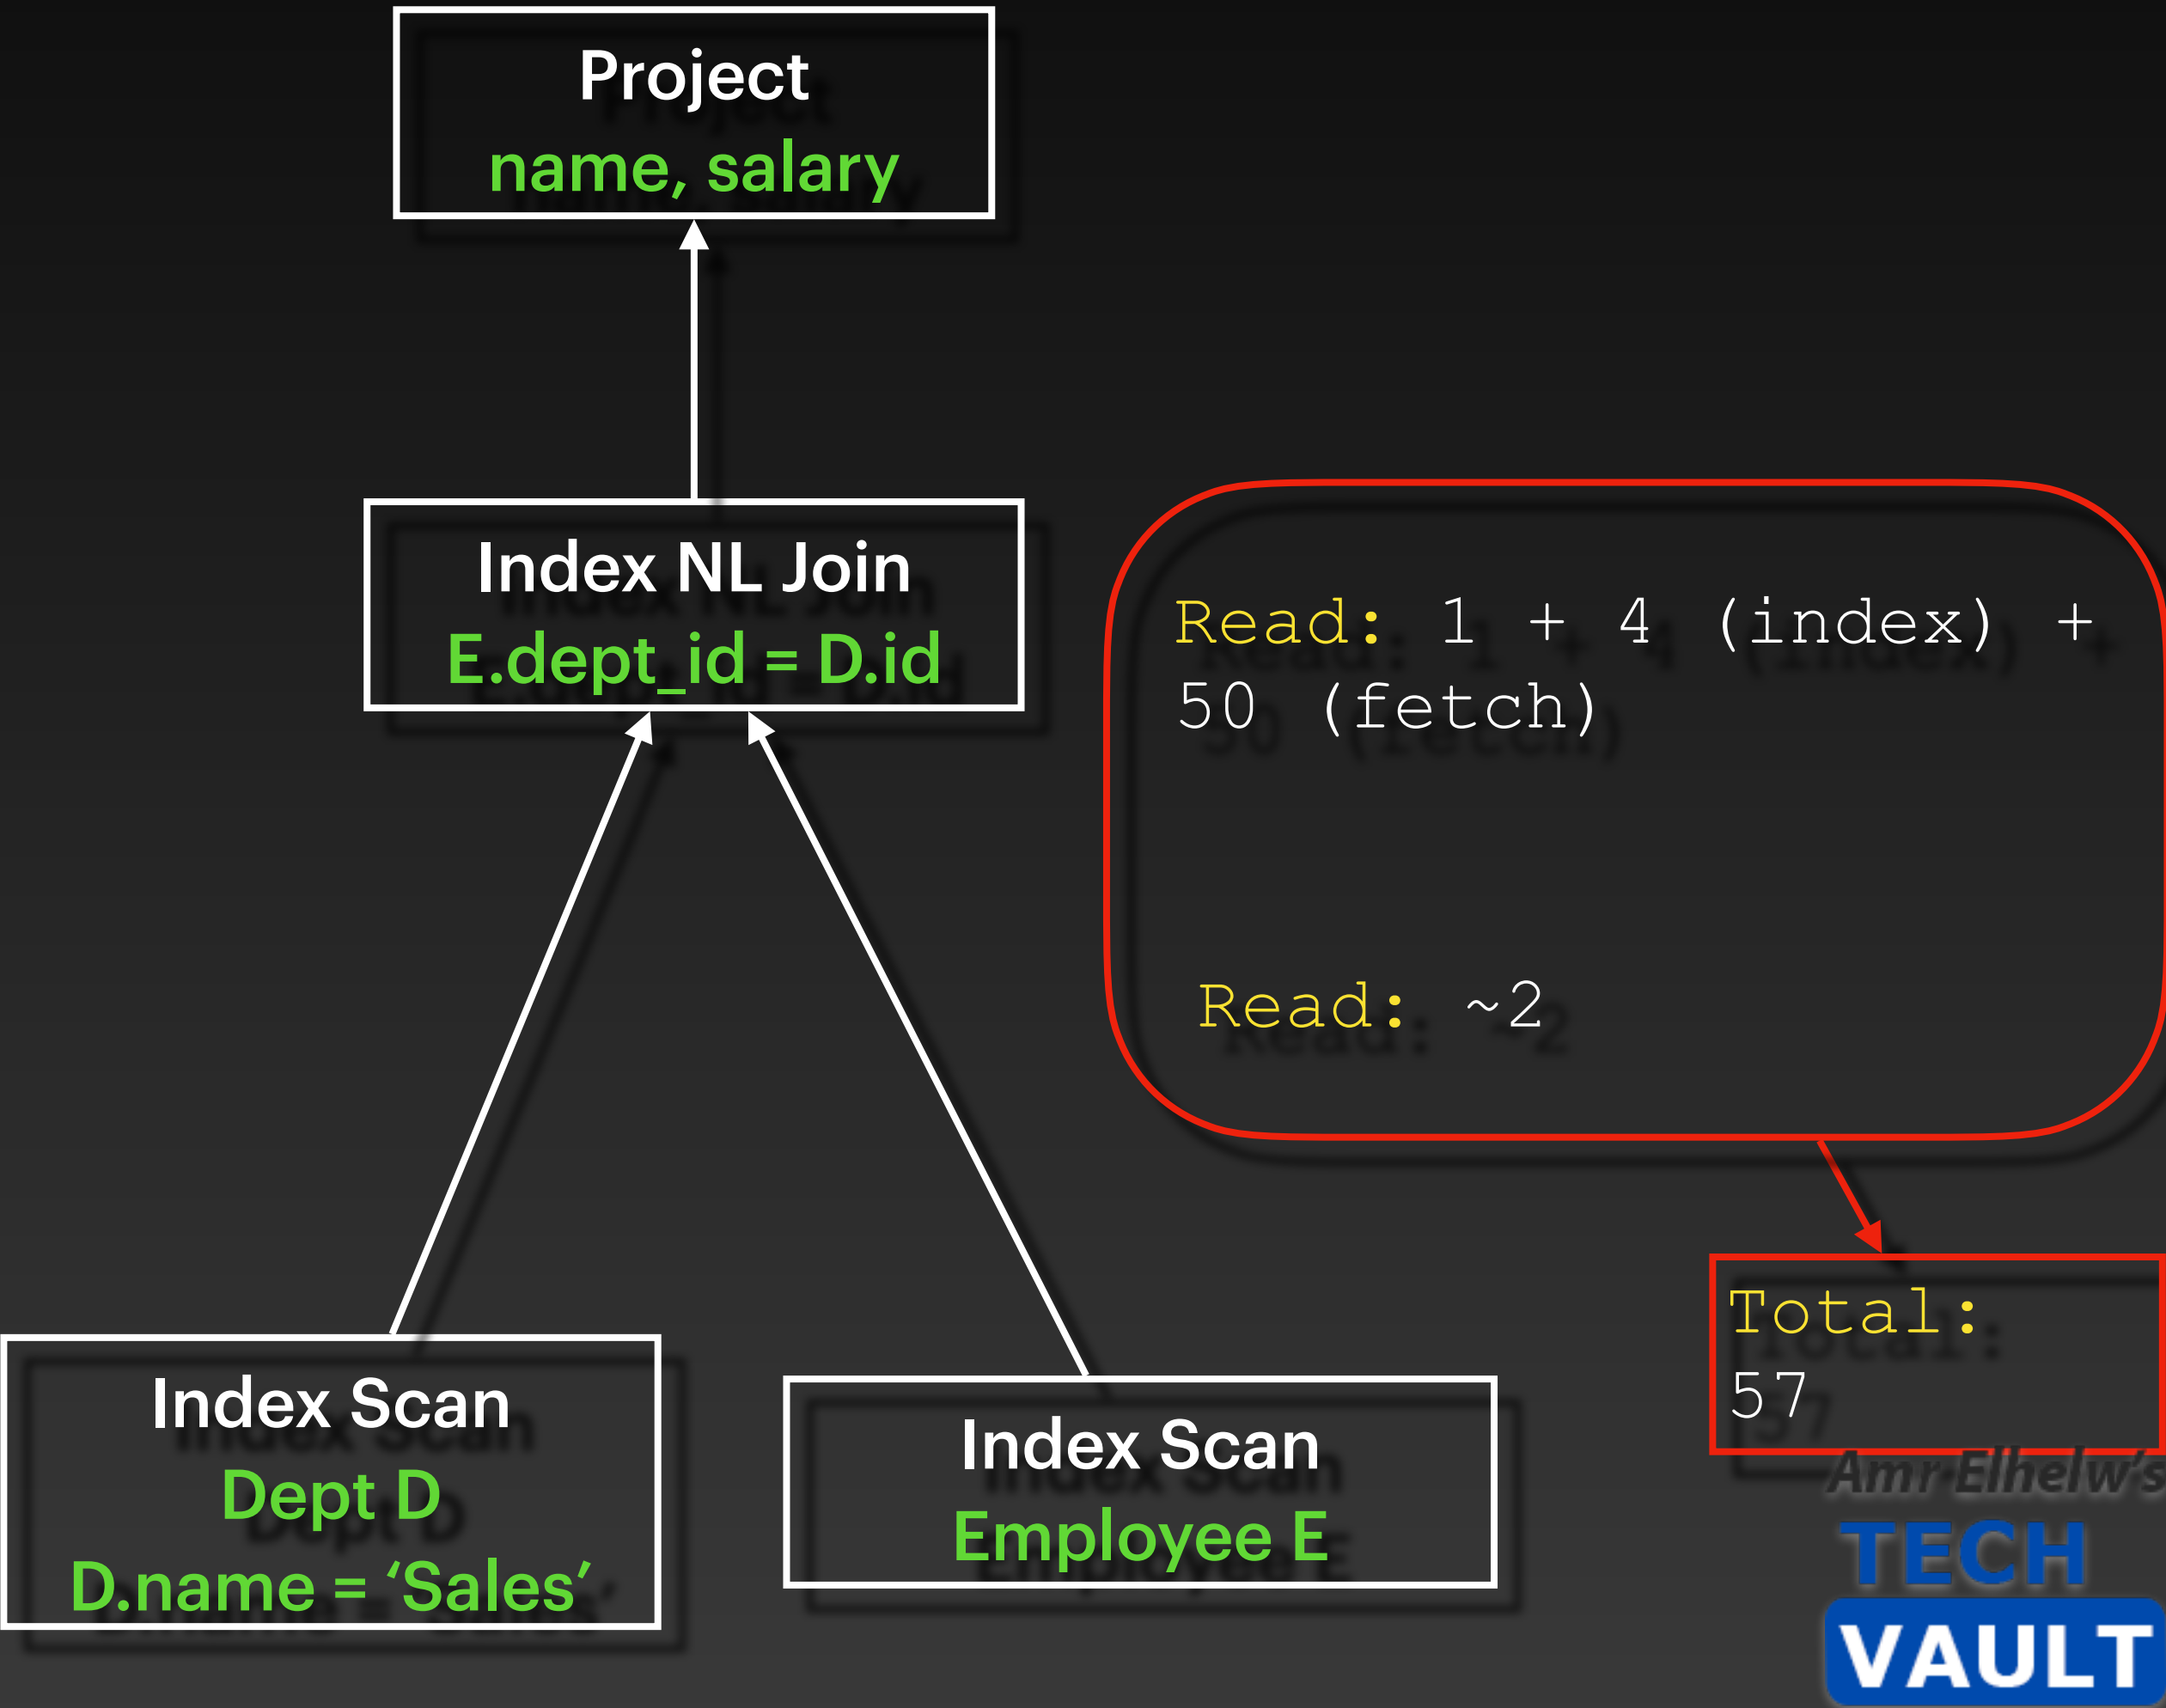 Project
name, salary
Index NL Join
E.dept_id = D.id
Read: 1 + 4 (index) +
50 (fetch)
Read: ~2
Total:
57
Index Scan
Dept D
D.name = ‘Sales’
Index Scan
Employee E
Amr Elhelw’s
TECH
VAULT